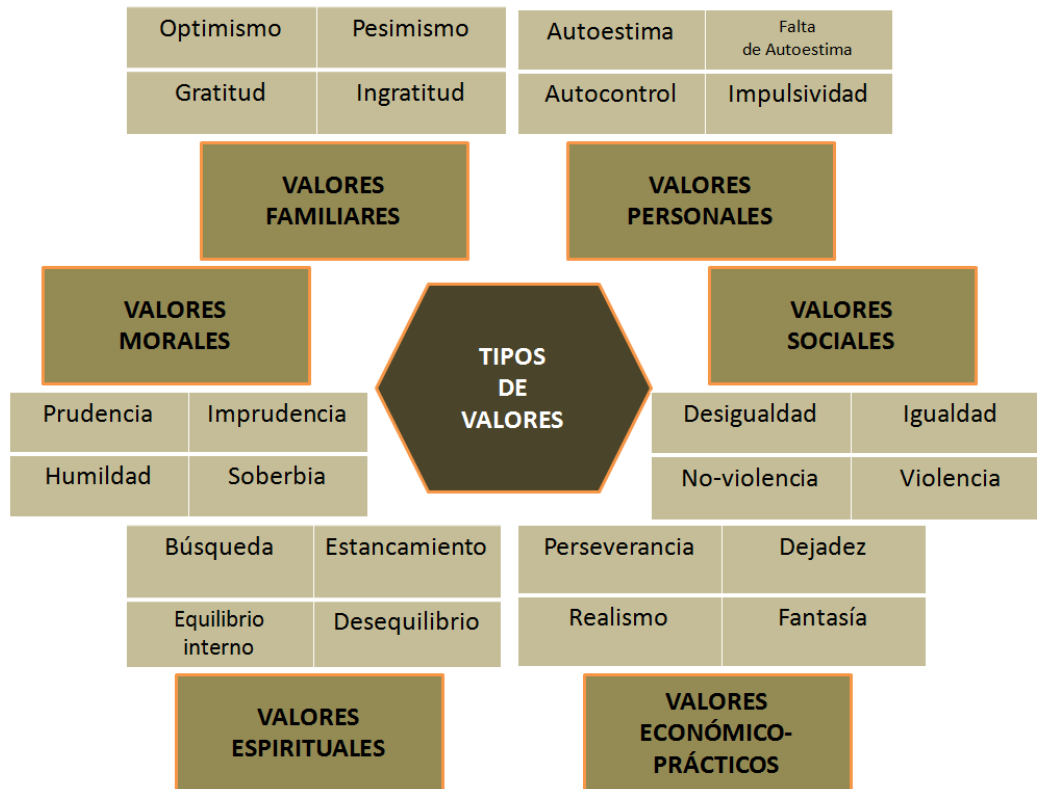 Optimismo Pesimismo
Gratitud Ingratitud
Autoestima Falta
de Autoestima
Autocontrol Impulsividad
VALORES
FAMILIARES
VALORES
PERSONALES
VALORES
MORALES
Prudencia Imprudencia
Humildad Soberbia
TIPOS
DE
VALORES
VALORES
SOCIALES
Desigualdad Igualdad
No-violencia Violencia
Búsqueda Estancamiento
Equilibrio
interno Desequilibrio
Perseverancia Dejadez
Realismo Fantasía
VALORES
ESPIRITUALES
VALORES
ECONÓMICO-
PRÁCTICOS